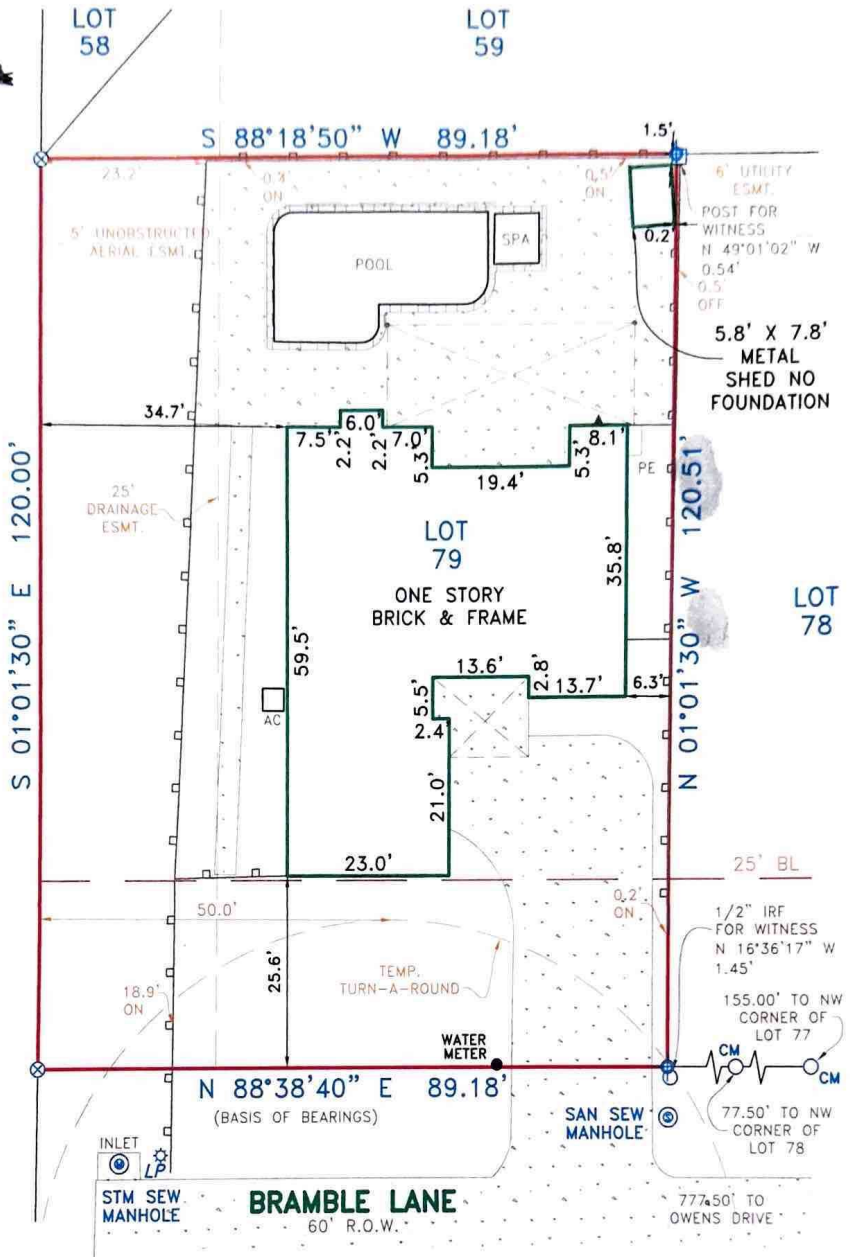 LOT
58
LOT
59
S 88°18'50" W 89.18'
1.5'
23.2'
ON
0.5'
ON
6' UTILITY
ESMT.
5' UNOBSTRUCTED
AERIAL ESMT.
POST FOR
WITNESS
N 49°01'02" W
0.54'
0.5'
OFF
0.2'
POOL
SPA
5.8' X 7.8'
METAL
SHED NO
FOUNDATION
34.7'
7.5'
2.2'
6.0'
2.2'
7.0'
5.3'
19.4'
5.3'
8.1'
PE
25'
DRAINAGE
ESMT.
LOT
79
ONE STORY
BRICK & FRAME
S 01°01'30" E 120.00'
N 01°01'30" W 120.51'
LOT
78
59.5'
35.8'
13.6'
2.8'
13.7'
6.3'
5.5'
2.4'
21.0'
AC
23.0'
25' BL
50.0'
25.6'
0.2'
ON
1/2" IRF
FOR WITNESS
N 16°36'17" W
1.45'
TEMP.
TURN-A-ROUND
18.9'
ON
155.00' TO NW
CORNER OF
LOT 77
WATER
METER
CM
CM
N 88°38'40" E 89.18'
(BASIS OF BEARINGS)
SAN SEW
MANHOLE
S
77.50' TO NW
CORNER OF
LOT 78
INLET
LP
STM SEW
MANHOLE
BRAMBLE LANE
60' R.O.W.
777.50' TO
OWENS DRIVE